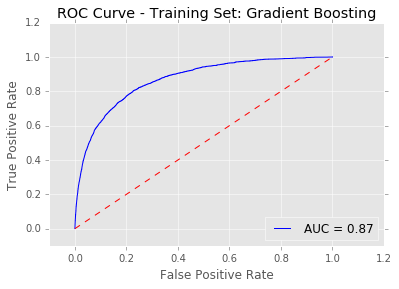 ROC Curve - Training Set: Gradient Boosting
1.2
1.0
0.8
0.6
0.4
0.2
0.0
True Positive Rate
AUC = 0.87
0.0 0.2 0.4 0.6 0.8 1.0 1.2
False Positive Rate